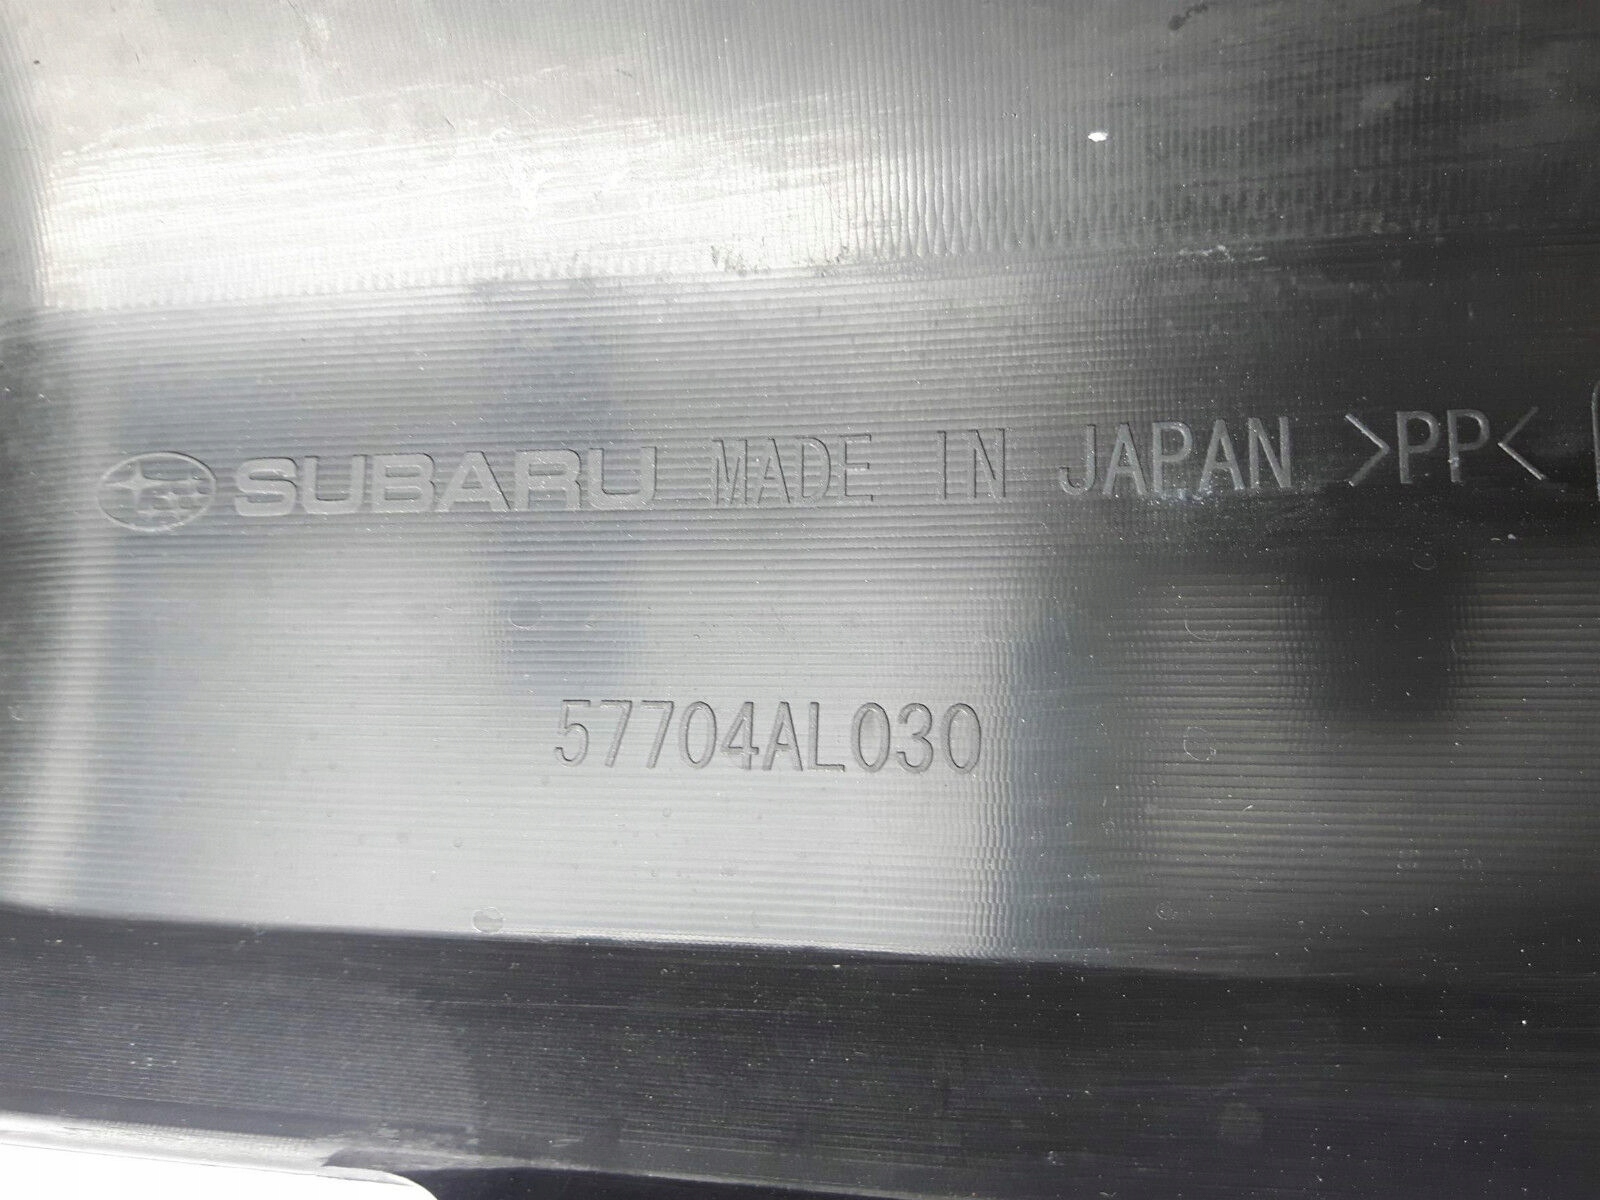 SUBARU MADE IN JAPAN >PP<
57704AL030